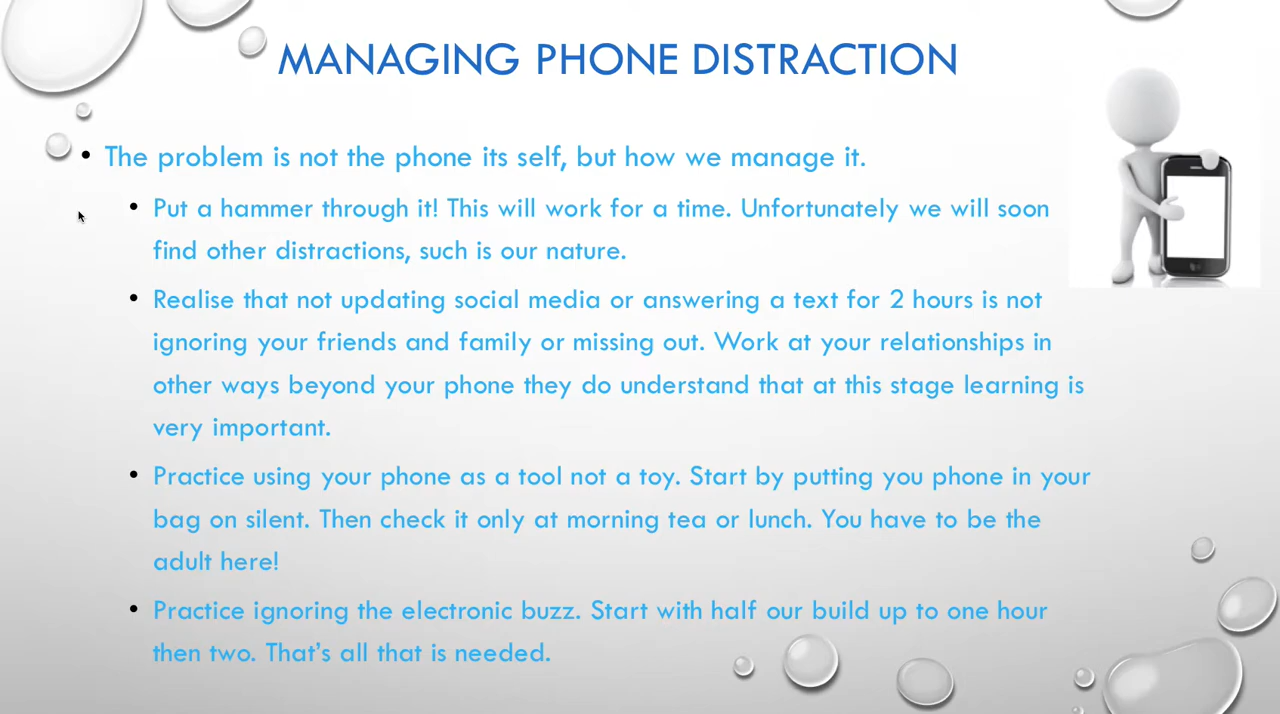 MANAGING PHONE DISTRACTION
• The problem is not the phone its self, but how we manage it.
• Put a hammer through it! This will work for a time. Unfortunately we will soon
find other distractions, such is our nature.
• Realise that not updating social media or answering a text for 2 hours is not
ignoring your friends and family or missing out. Work at your relationships in
other ways beyond your phone they do understand that at this stage learning is
very important.
• Practice using your phone as a tool not a toy. Start by putting you phone in your
bag on silent. Then check it only at morning tea or lunch. You have to be the
adult here!
• Practice ignoring the electronic buzz. Start with half our build up to one hour
then two. That’s all that is needed.